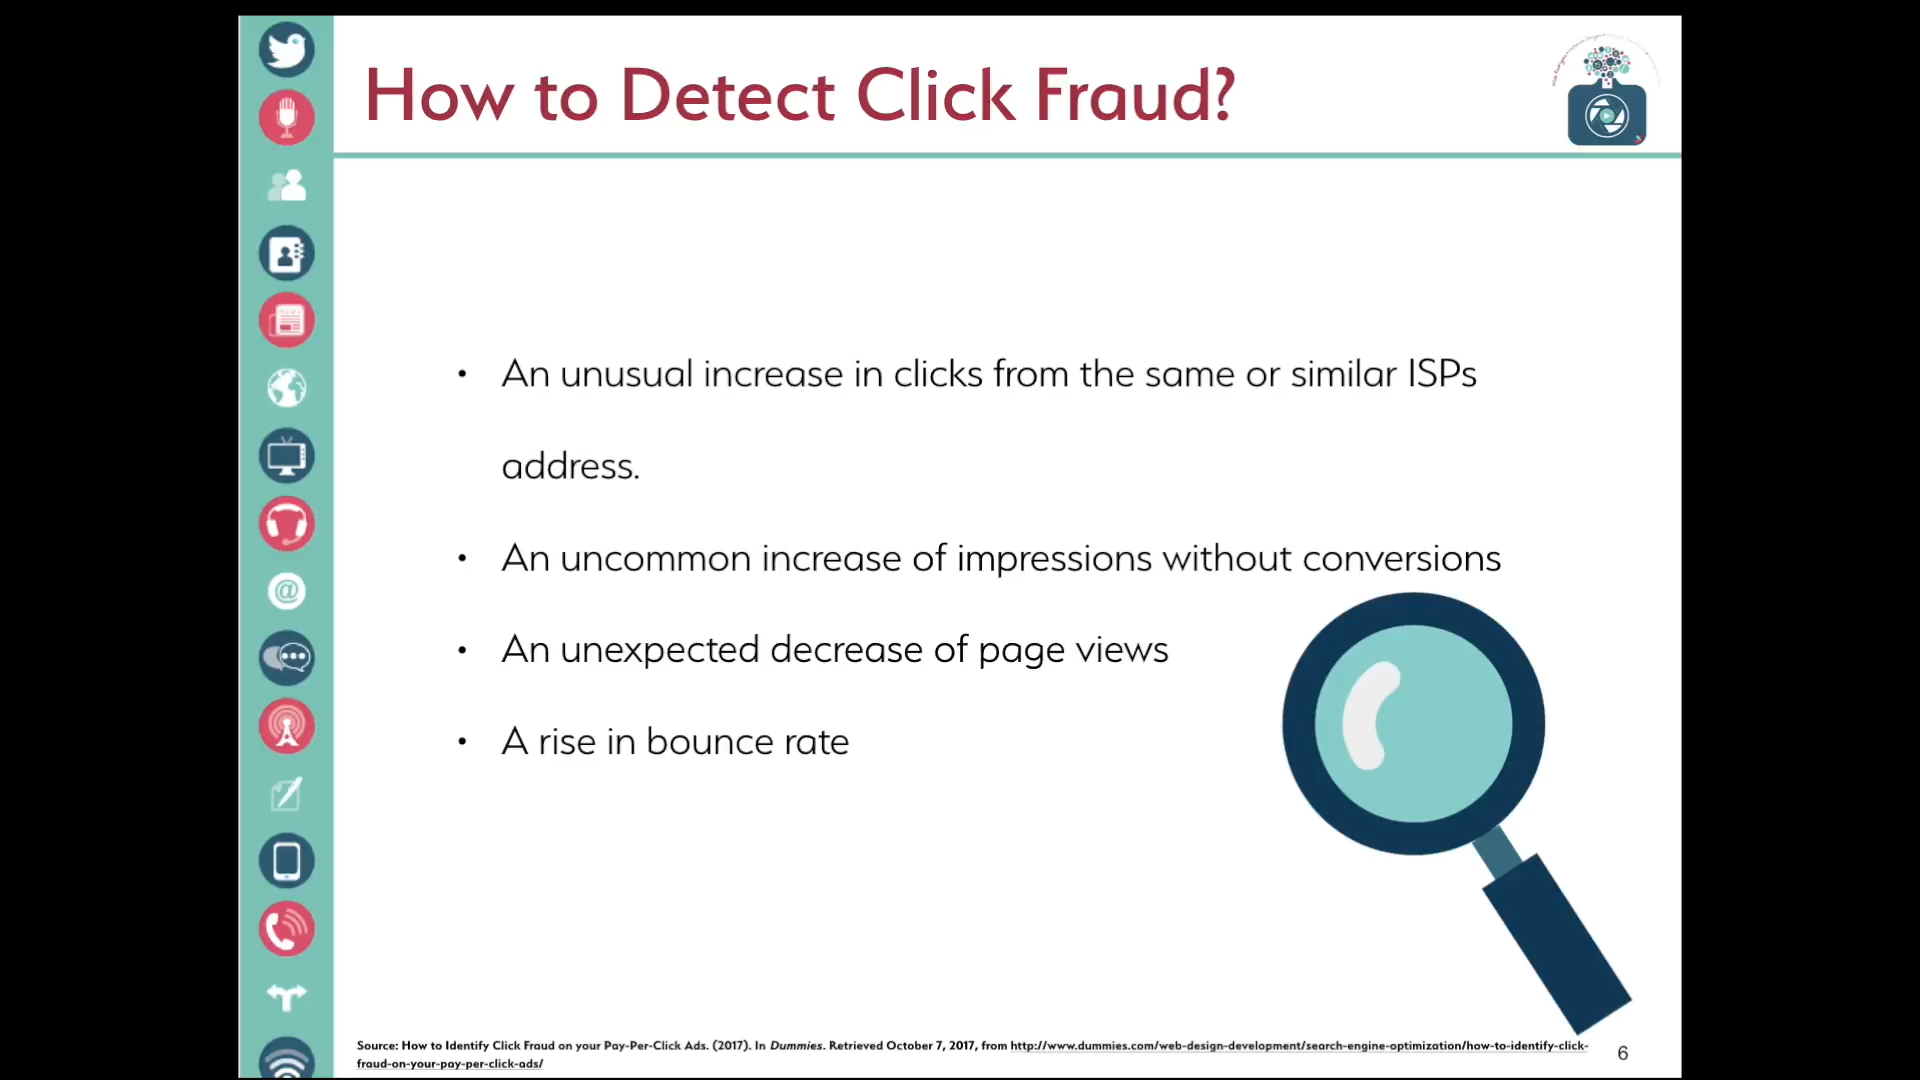 How to Detect Click Fraud?
• An unusual increase in clicks from the same or similar ISPs
address.
• An uncommon increase of impressions without conversions
• An unexpected decrease of page views
• A rise in bounce rate
Source: How to Identify Click Fraud on your Pay-Per-Click Ads. (2017). In Dummies. Retrieved October 7, 2017, from http://www.dummies.com/web-design-development/search-engine-optimization/how-to-identify-click-
fraud-on-your-pay-per-click-ads/
6